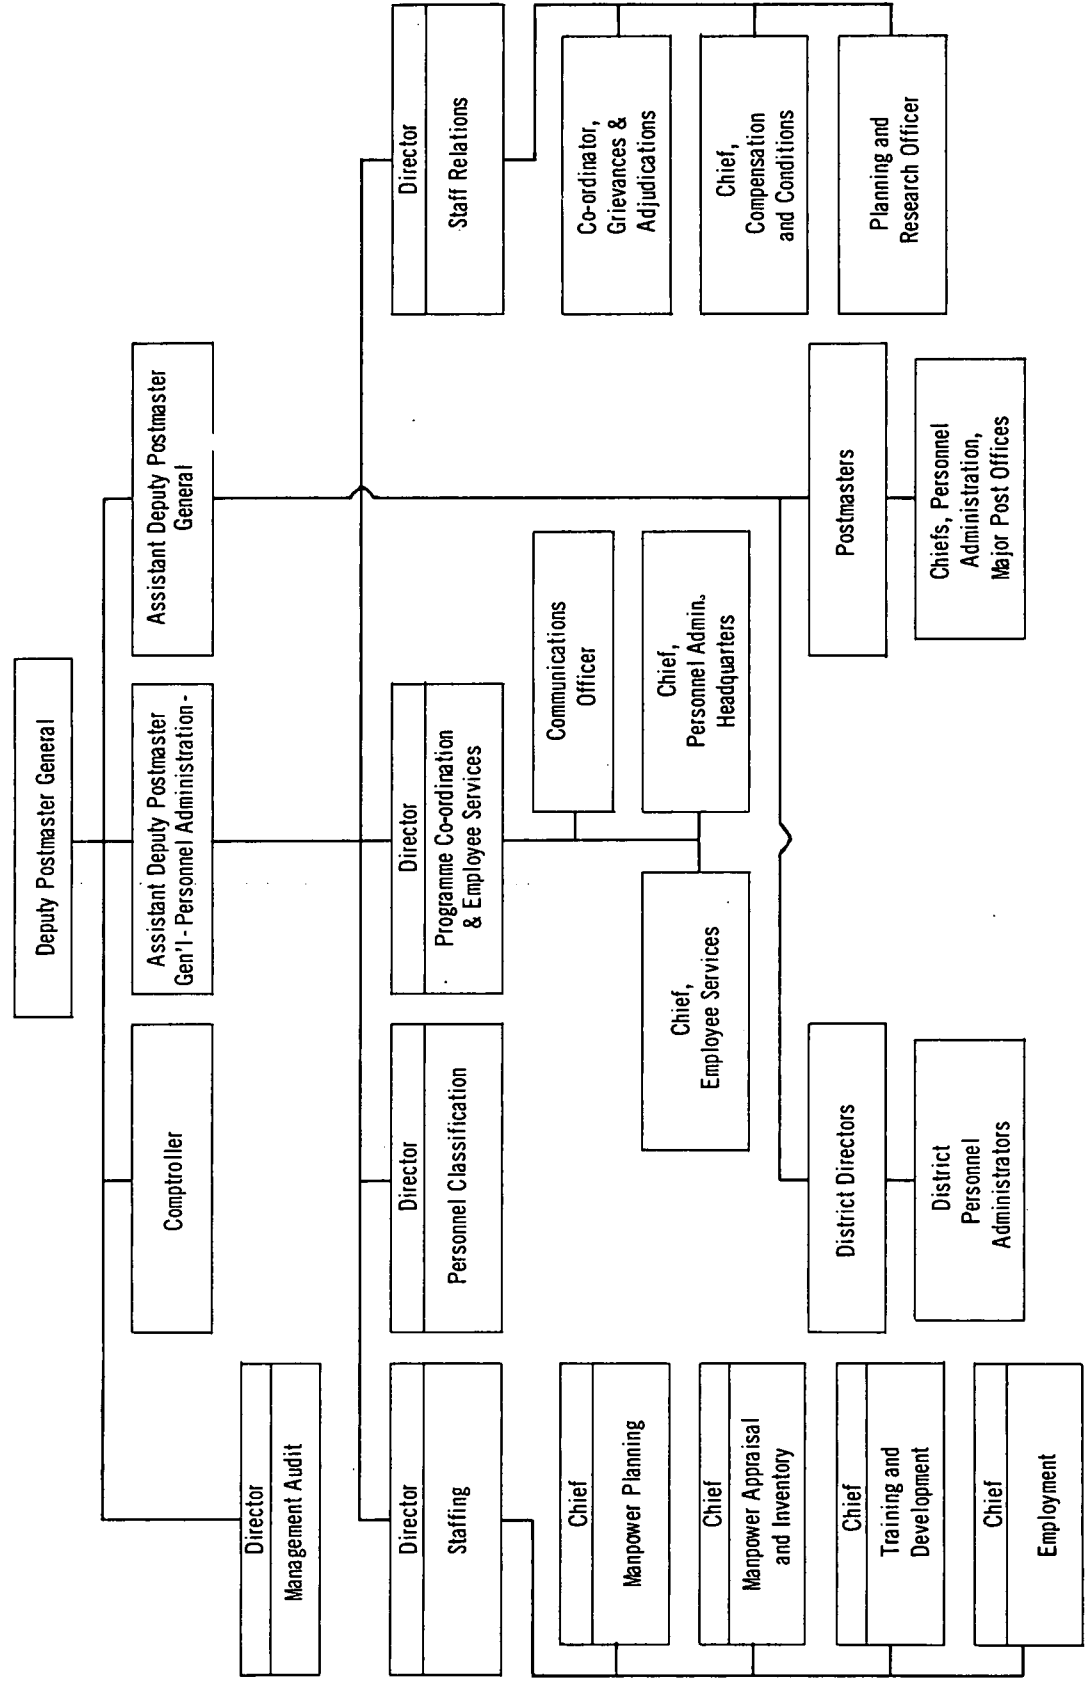 Deputy Postmaster General
Comptroller
Assistant Deputy Postmaster
Gen'l - Personnel Administration -
Assistant Deputy Postmaster
General
Director
Management Audit
Director
Staffing
Director
Personnel Classification
Director
Programme Co-ordination
& Employee Services
Director
Staff Relations
Chief
Manpower Planning
Chief
Manpower Appraisal
and Inventory
Chief
Training and
Development
Chief
Employment
Communications
Officer
Chief,
Employee Services
Chief,
Personnel Admin.
Headquarters
Co-ordinator,
Grievances &
Adjudications
Chief,
Compensation
and Conditions
Planning and
Research Officer
District Directors
District
Personnel
Administrators
Postmasters
Chiefs, Personnel
Administration,
Major Post Offices